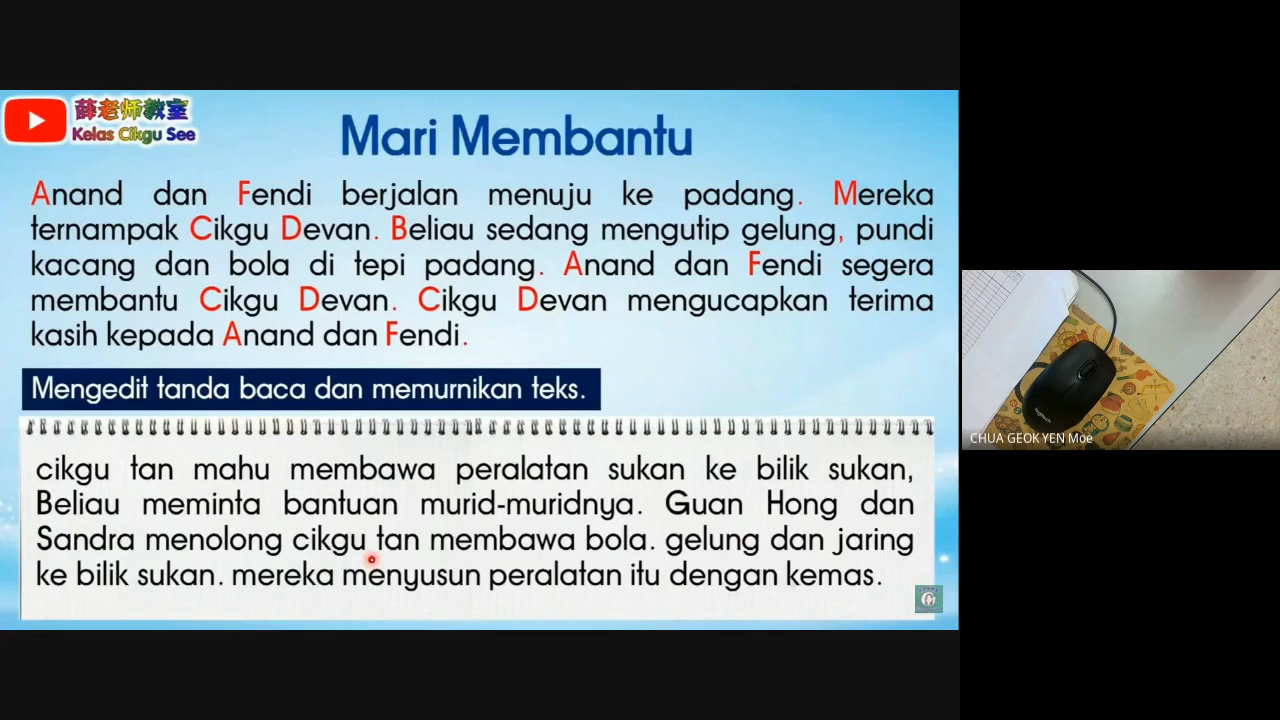 薛老师教室
Kelas Cikgu See
Mari Membantu
Anand dan Fendi berjalan menuju ke padang. Mereka
ternampak Cikgu Devan. Beliau sedang mengutip gelung, pundi
kacang dan bola di tepi padang. Anand dan Fendi segera
membantu Cikgu Devan. Cikgu Devan mengucapkan terima
kasih kepada Anand dan Fendi.
Mengedit tanda baca dan memurnikan teks.
cikgu tan mahu membawa peralatan sukan ke bilik sukan,
Beliau meminta bantuan murid-muridnya. Guan Hong dan
Sandra menolong cikgu tan membawa bola. gelung dan jaring
ke bilik sukan. mereka menyusun peralatan itu dengan kemas.
logitech
CHUA GEOK YEN Moe